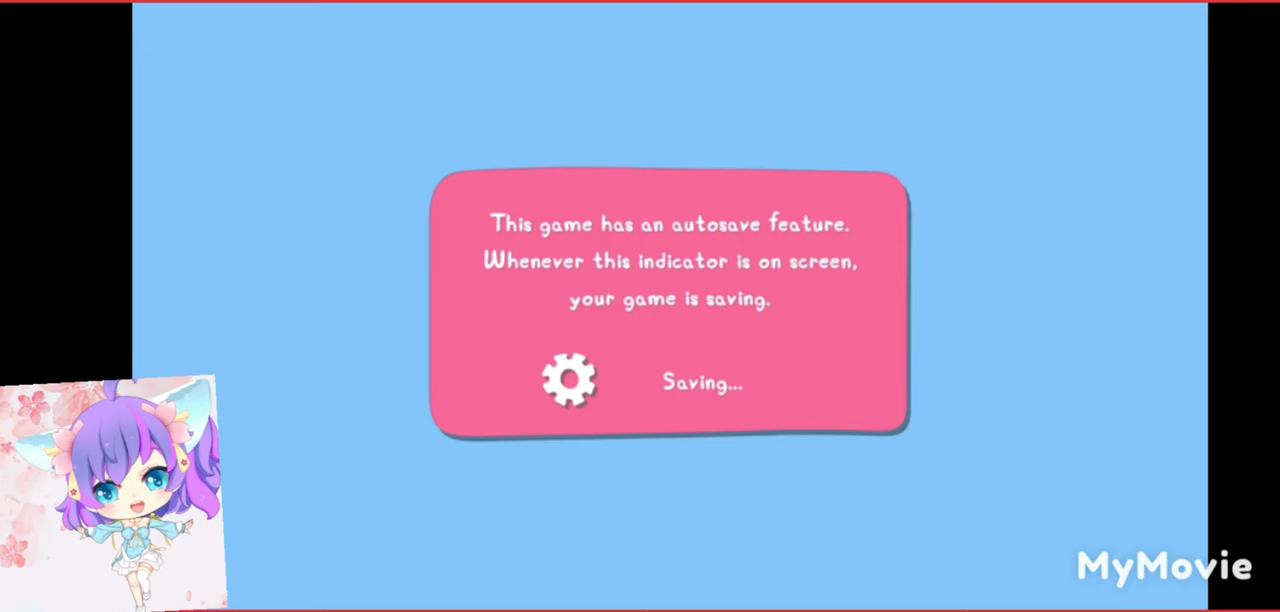 This game has an autosave feature.
Whenever this indicator is on screen,
your game is saving.
Saving...
MyMovie